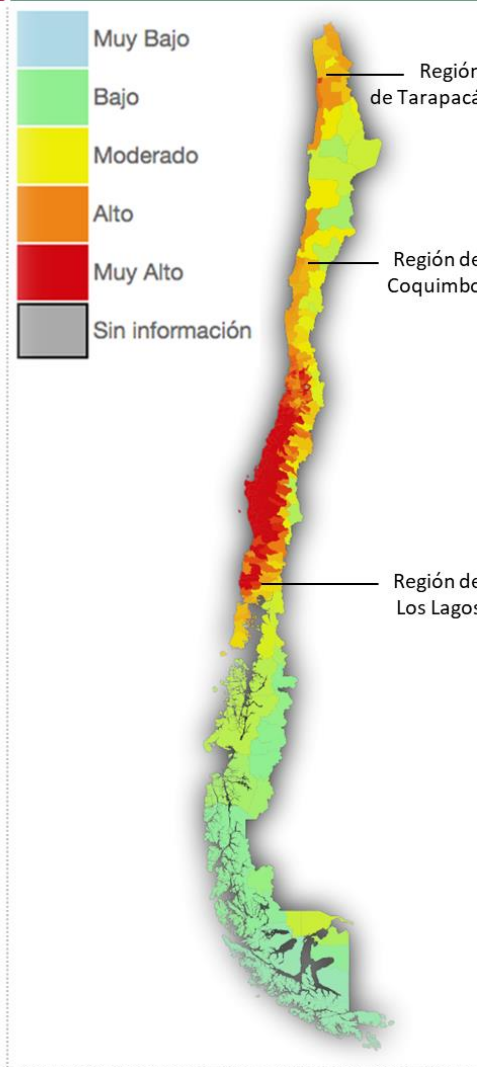 Muy Bajo
Bajo
Moderado
Alto
Muy Alto
Sin información
Región
de Tarapacá
Región de
Coquimbo
Región de
Los Lagos